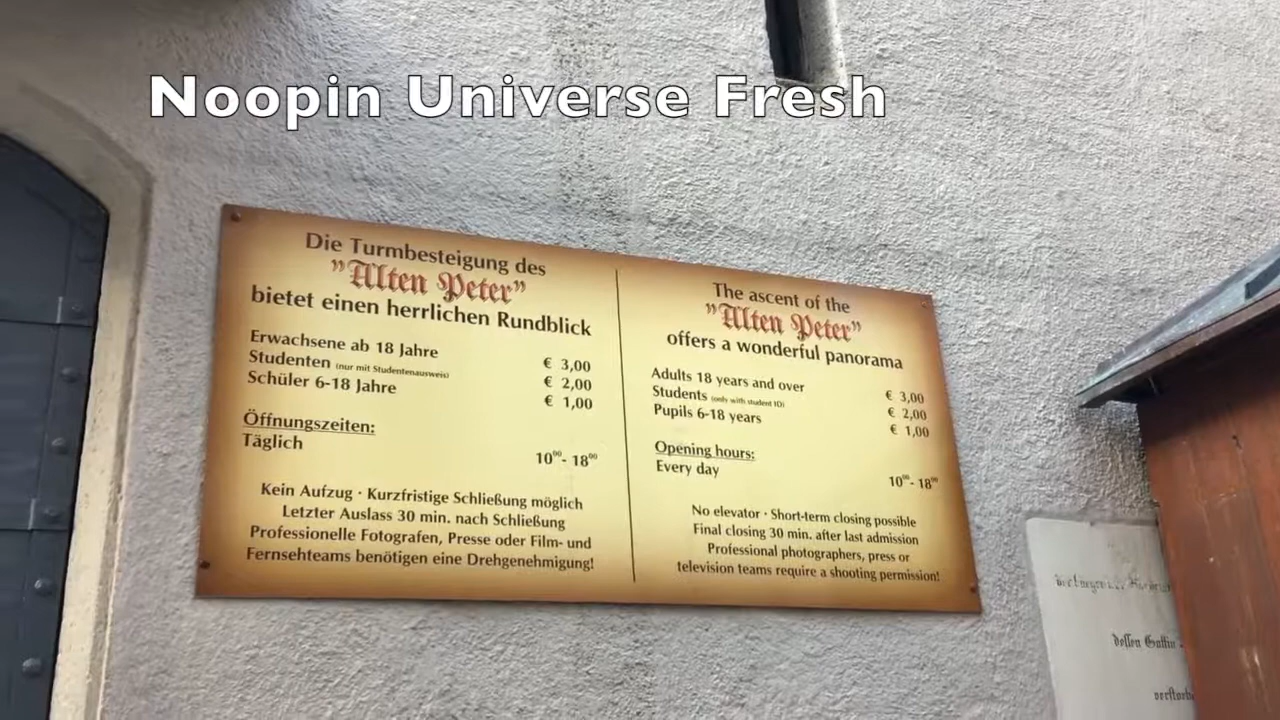 Noopin Universe Fresh
Die Turmbesteigung des
"Alten Peter"
bietet einen herrlichen Rundblick
Erwachsene ab 18 Jahre € 3,00
Studenten (nur mit Studentenausweis) € 2,00
Schüler 6-18 Jahre € 1,00
Öffnungszeiten:
Täglich
10⁰⁰- 18⁰⁰
Kein Aufzug · Kurzfristige Schließung möglich
Letzter Auslass 30 min. nach Schließung
Professionelle Fotografen, Presse oder Film- und
Fernsehteams benötigen eine Drehgenehmigung!
The ascent of the
"Alten Peter"
offers a wonderful panorama
Adults 18 years and over € 3,00
Students (only with student ID) € 2,00
Pupils 6-18 years € 1,00
Opening hours:
Every day
10⁰⁰- 18⁰⁰
No elevator · Short-term closing possible
Final closing 30 min. after last admission
Professional photographers, press or
television teams require a shooting permission!
dessen Gattin